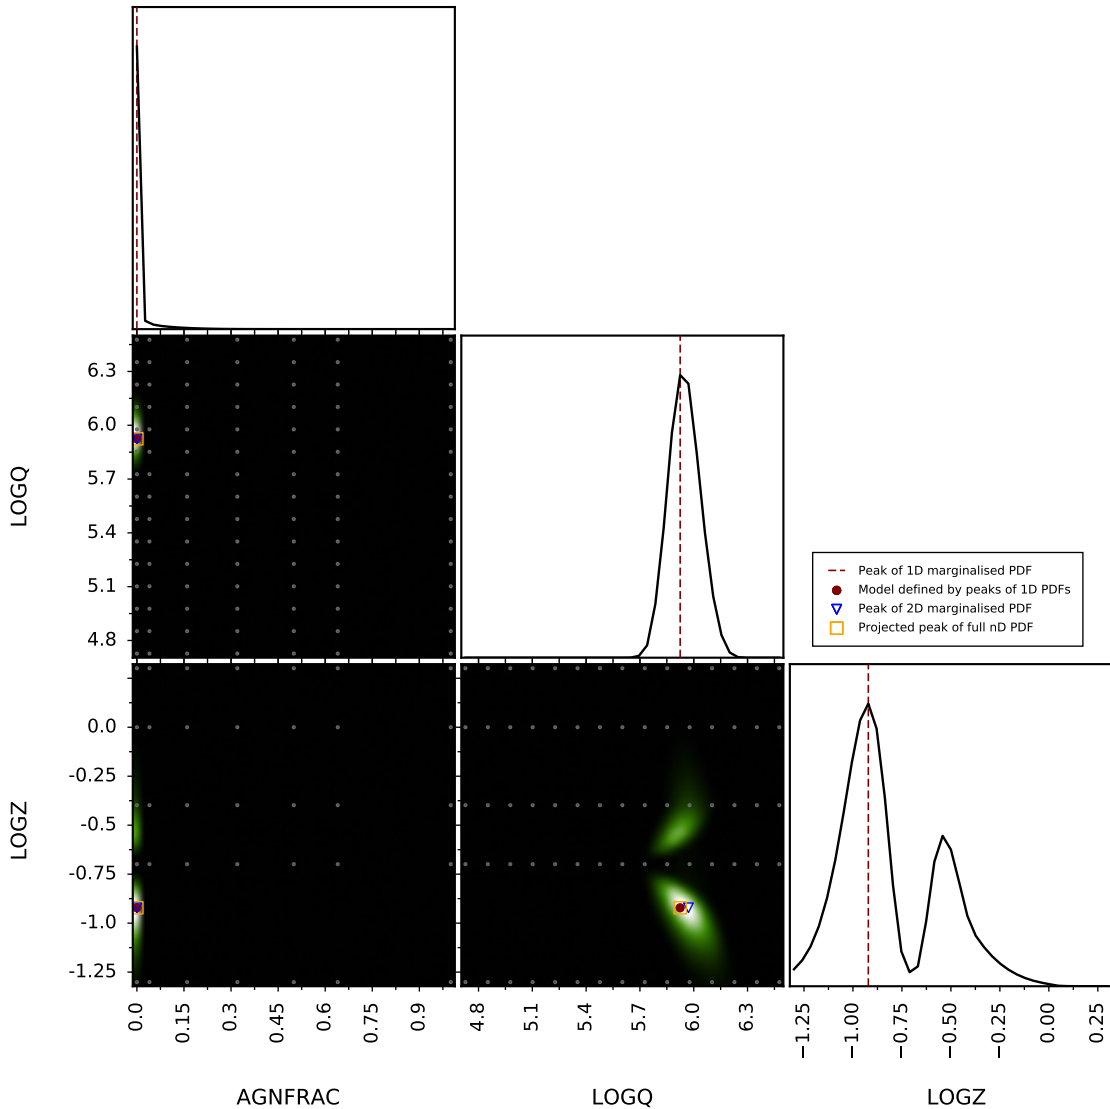 LOGQ
6.3
6.0
5.7
5.4
5.1
4.8
Peak of 1D marginalised PDF
Model defined by peaks of 1D PDFs
Peak of 2D marginalised PDF
Projected peak of full nD PDF
LOGZ
0.0
-0.25
-0.5
-0.75
-1.0
-1.25
0.0 0.15 0.3 0.45 0.6 0.75 0.9
4.8 5.1 5.4 5.7 6.0 6.3
−1.25 −1.00 −0.75 −0.50 −0.25 0.00 0.25
AGNFRAC LOGQ LOGZ